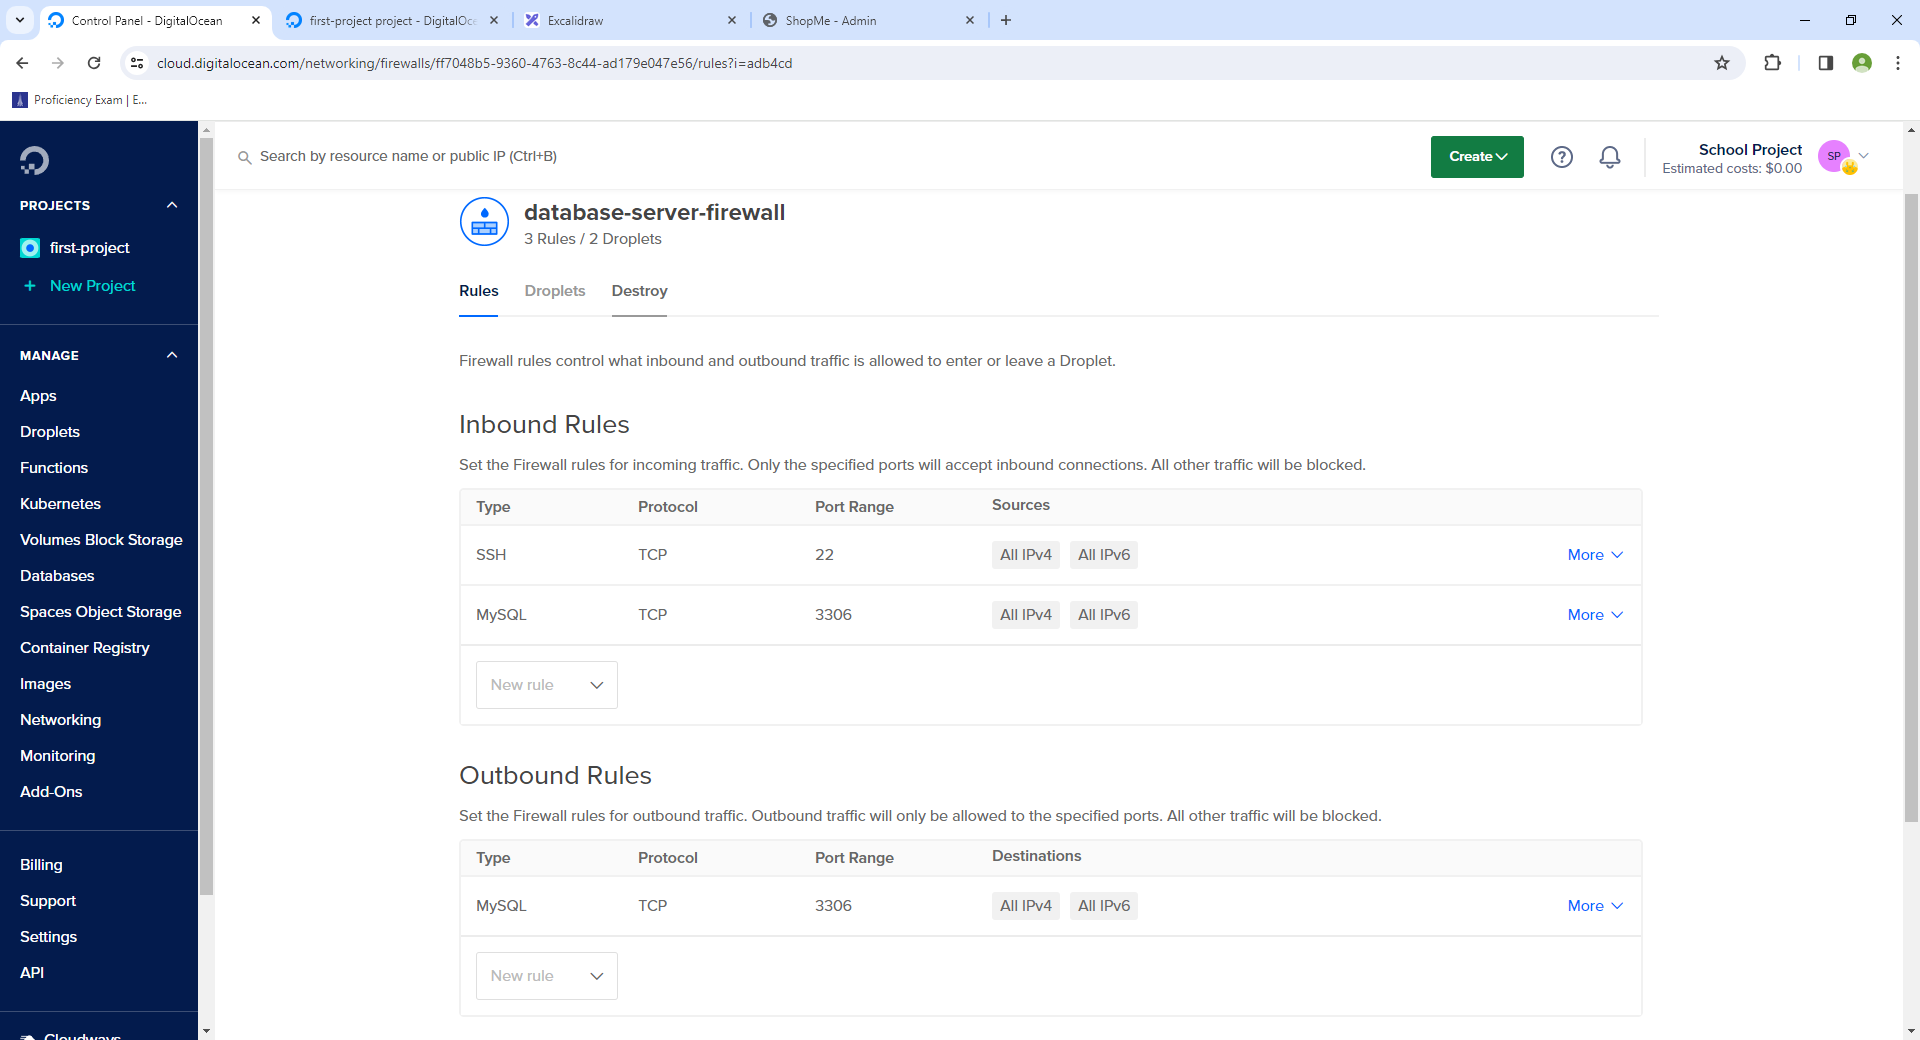 Control Panel - DigitalOcean
first-project project - DigitalOce
Excalidraw
ShopMe - Admin
cloud.digitalocean.com/networking/firewalls/ff7048b5-9360-4763-8c44-ad179e047e56/rules?i=adb4cd
Proficiency Exam | E...
Search by resource name or public IP (Ctrl+B)
Create
School Project
Estimated costs: $0.00
SP
PROJECTS
first-project
+ New Project
MANAGE
Apps
Droplets
Functions
Kubernetes
Volumes Block Storage
Databases
Spaces Object Storage
Container Registry
Images
Networking
Monitoring
Add-Ons
Billing
Support
Settings
API
Cloudways
database-server-firewall
3 Rules / 2 Droplets
Rules Droplets Destroy
Firewall rules control what inbound and outbound traffic is allowed to enter or leave a Droplet.
Inbound Rules
Set the Firewall rules for incoming traffic. Only the specified ports will accept inbound connections. All other traffic will be blocked.
Type Protocol Port Range Sources
SSH TCP 22 All IPv4 All IPv6 More
MySQL TCP 3306 All IPv4 All IPv6 More
New rule
Outbound Rules
Set the Firewall rules for outbound traffic. Outbound traffic will only be allowed to the specified ports. All other traffic will be blocked.
Type Protocol Port Range Destinations
MySQL TCP 3306 All IPv4 All IPv6 More
New rule